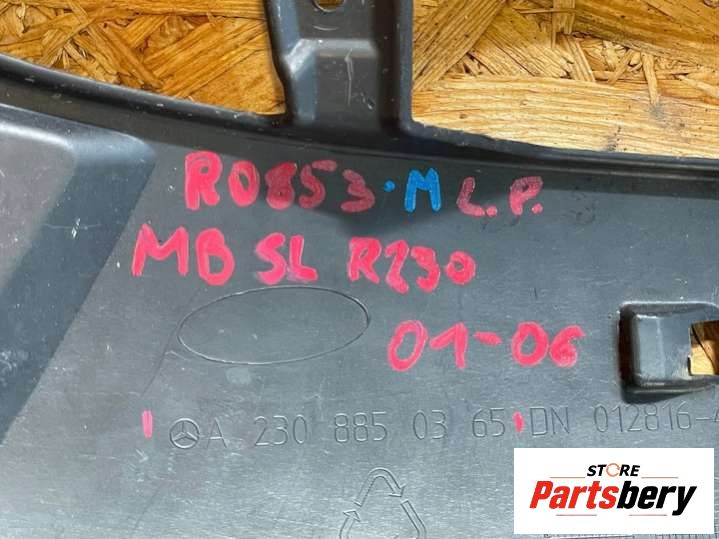 R0853·M L.P.
MB SL R230
01-06
A 230 885 03 65 DN 012816-
STORE
Partsbery